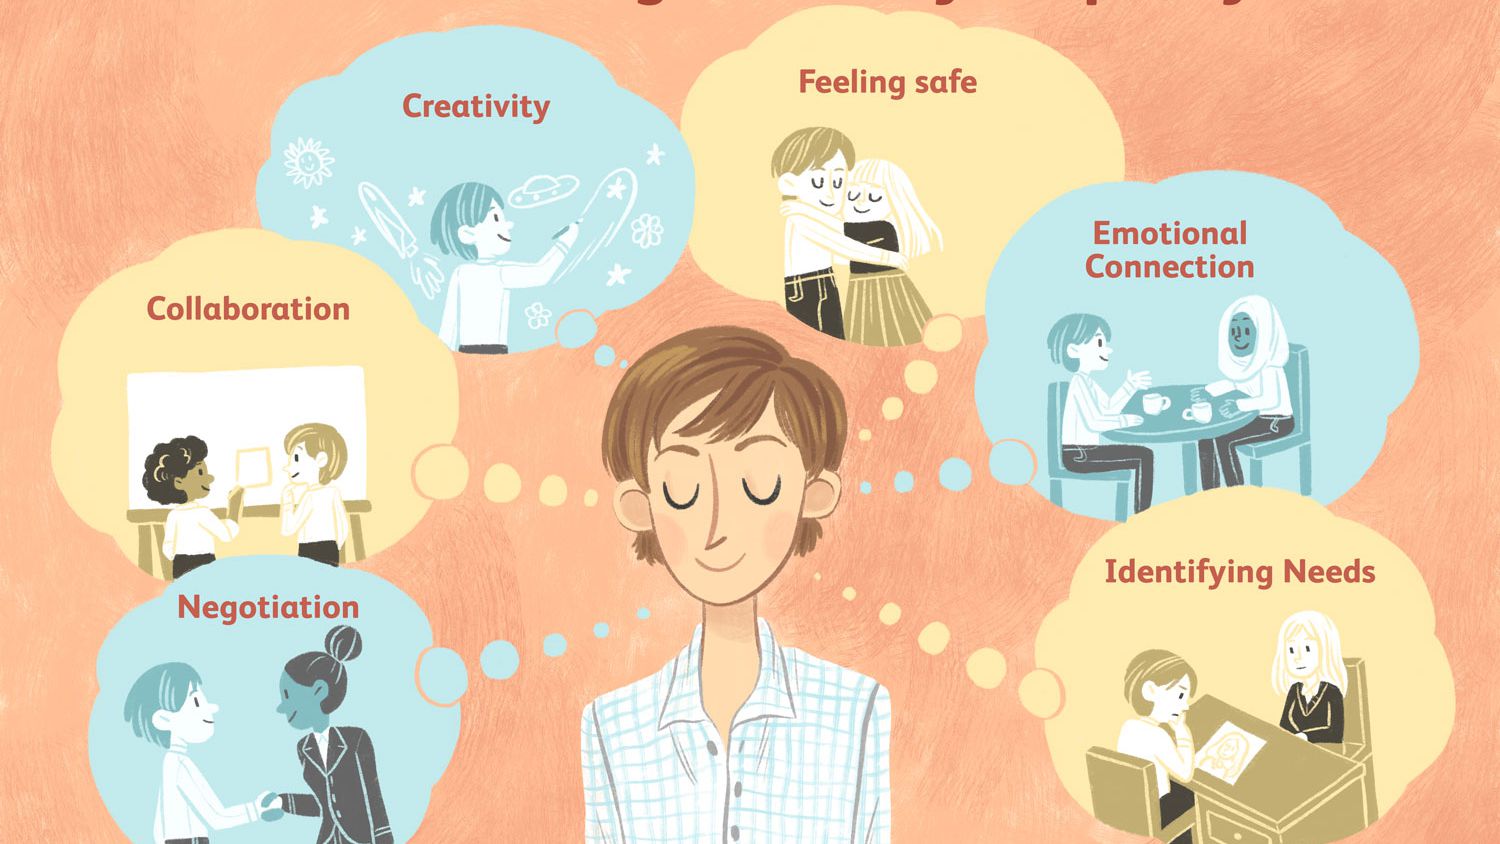 Creativity
Feeling safe
Emotional
Connection
Collaboration
Identifying Needs
Negotiation